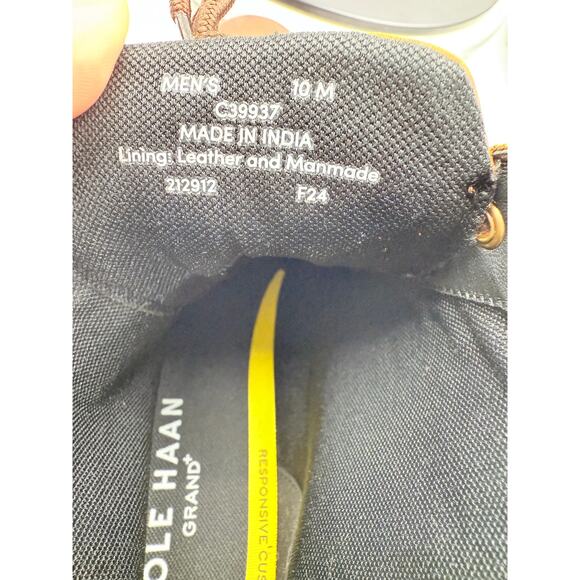 MEN'S 10 M
C39937
MADE IN INDIA
Lining: Leather and Manmade
212912 F24
OLE HAAN
GRAND+
RESPONSIVE CUS